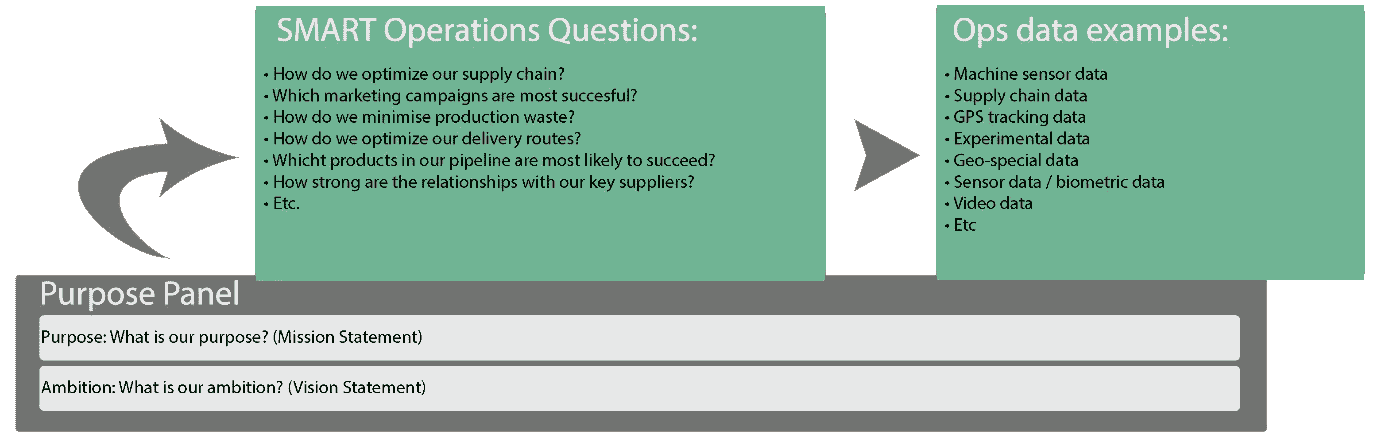 SMART Operations Questions:
• How do we optimize our supply chain?
• Which marketing campaigns are most succesful?
• How do we minimise production waste?
• How do we optimize our delivery routes?
• Whicht products in our pipeline are most likely to succeed?
• How strong are the relationships with our key suppliers?
• Etc.
Ops data examples:
• Machine sensor data
• Supply chain data
• GPS tracking data
• Experimental data
• Geo-special data
• Sensor data / biometric data
• Video data
• Etc
Purpose Panel
Purpose: What is our purpose? (Mission Statement)
Ambition: What is our ambition? (Vision Statement)